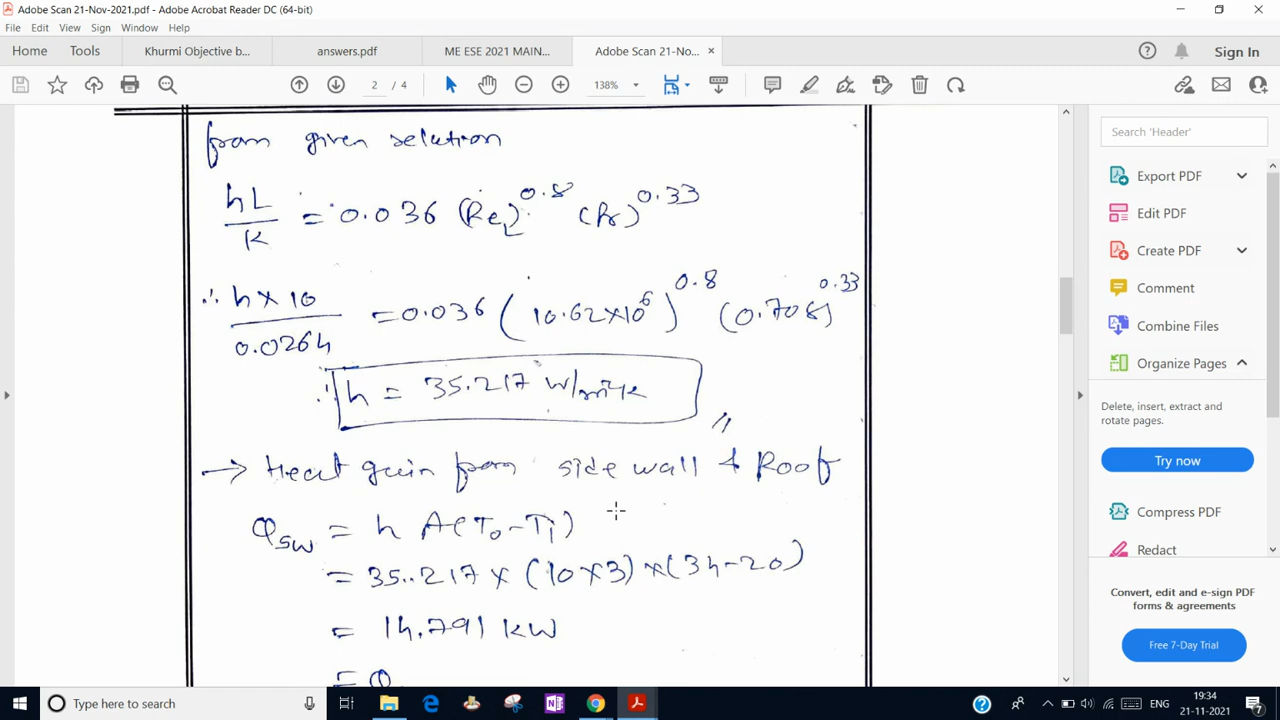 Adobe Scan 21-Nov-2021.pdf - Adobe Acrobat Reader DC (64-bit)
File Edit View Sign Window Help
Home Tools Khurmi Objective b... answers.pdf ME ESE 2021 MAIN... Adobe Scan 21-No... × Sign In
2 / 4 138%
from given relation
hL/K = 0.036 (Re_L)^0.8 (Pr)^0.33
∴ h×10/0.0264 = 0.036 (10.62×10^6)^0.8 (0.708)^0.33
∴ h = 35.217 W/m²K
→ Heat gain from side wall & Roof
Q_SW = h A(To-Ti)
= 35.217 × (10×3) × (34-20)
= 14.791 KW
= Q
Search 'Header'
Export PDF
Edit PDF
Create PDF
Comment
Combine Files
Organize Pages
Delete, insert, extract and
rotate pages.
Try now
Compress PDF
Redact
Convert, edit and e-sign PDF
forms & agreements
Free 7-Day Trial
Type here to search
ENG
19:34
21-11-2021
7